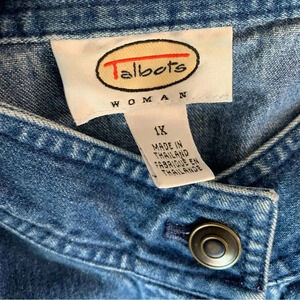 Talbots
WOMAN
1X
MADE IN
THAILAND
FABRIQUÉ EN
THAÏLANDE